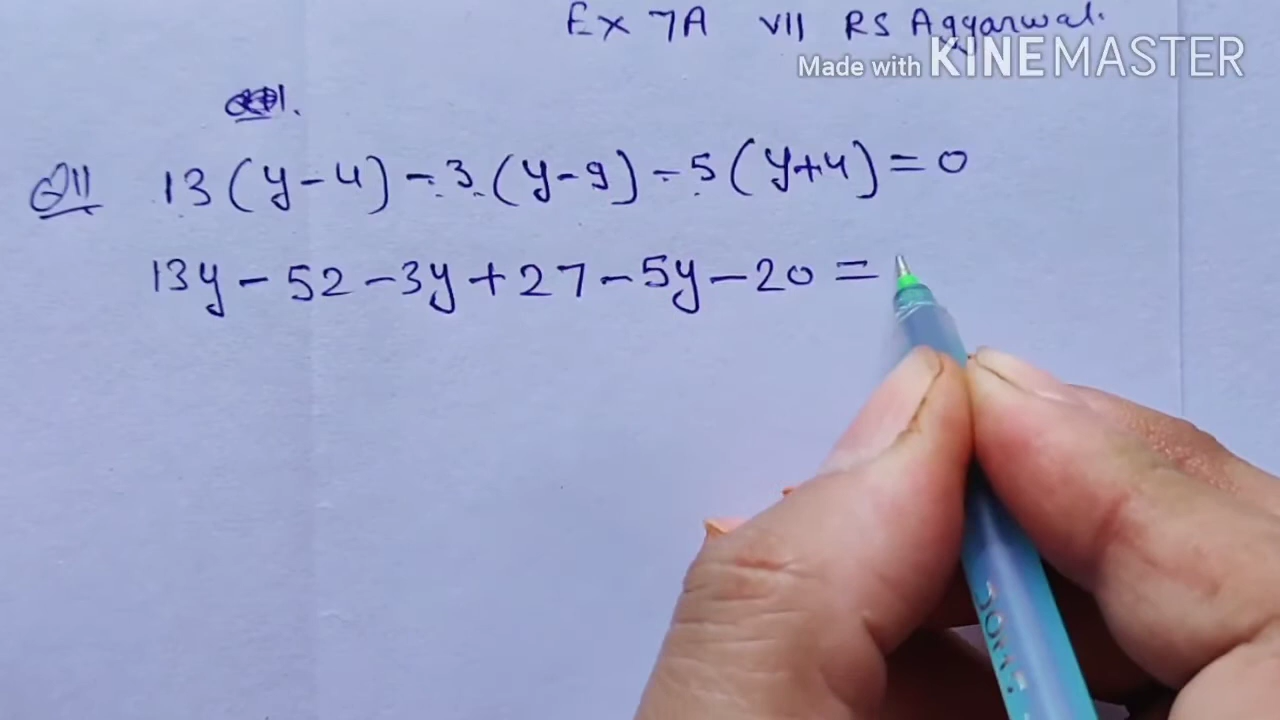 Ex 7A VII RS Aggarwal.
Made with KINEMASTER
Q11 13(y-4)-3(y-9)-5(y+4)=0
13y-52-3y+27-5y-20=